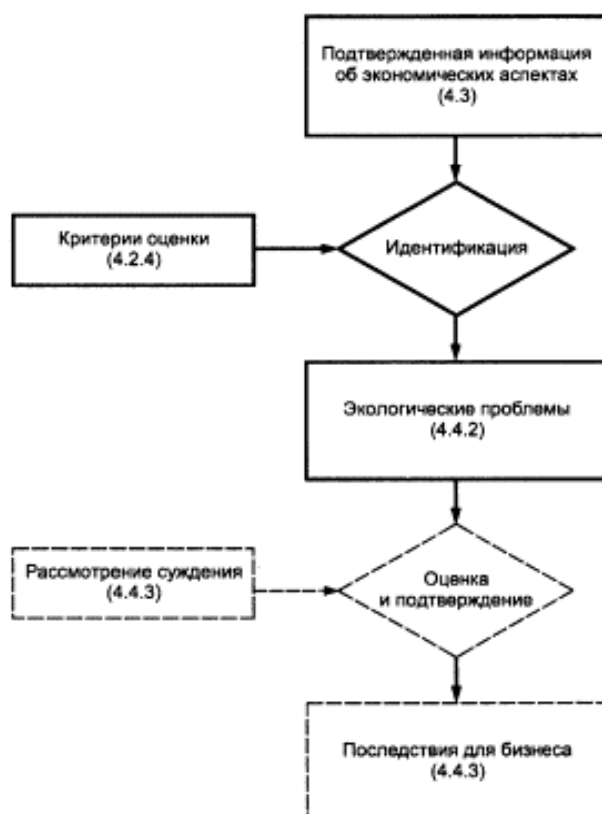 Подтвержденная информация
об экономических аспектах
(4.3)
Критерии оценки
(4.2.4)
Идентификация
Экологические проблемы
(4.4.2)
Рассмотрение суждения
(4.4.3)
Оценка
и подтверждение
Последствия для бизнеса
(4.4.3)